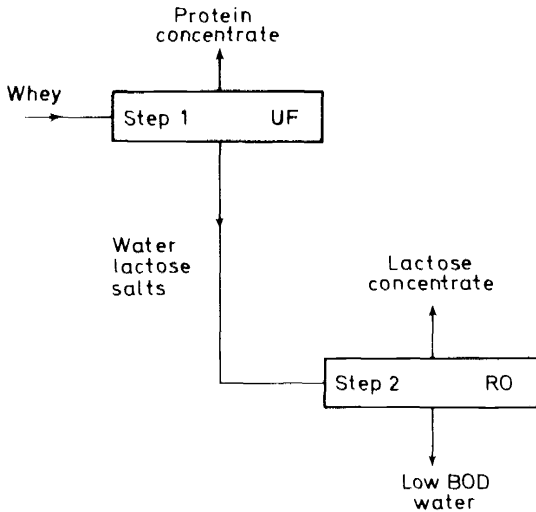 Protein
concentrate
Whey
Step 1 UF
Water
lactose
salts
Lactose
concentrate
Step 2 RO
Low BOD
water